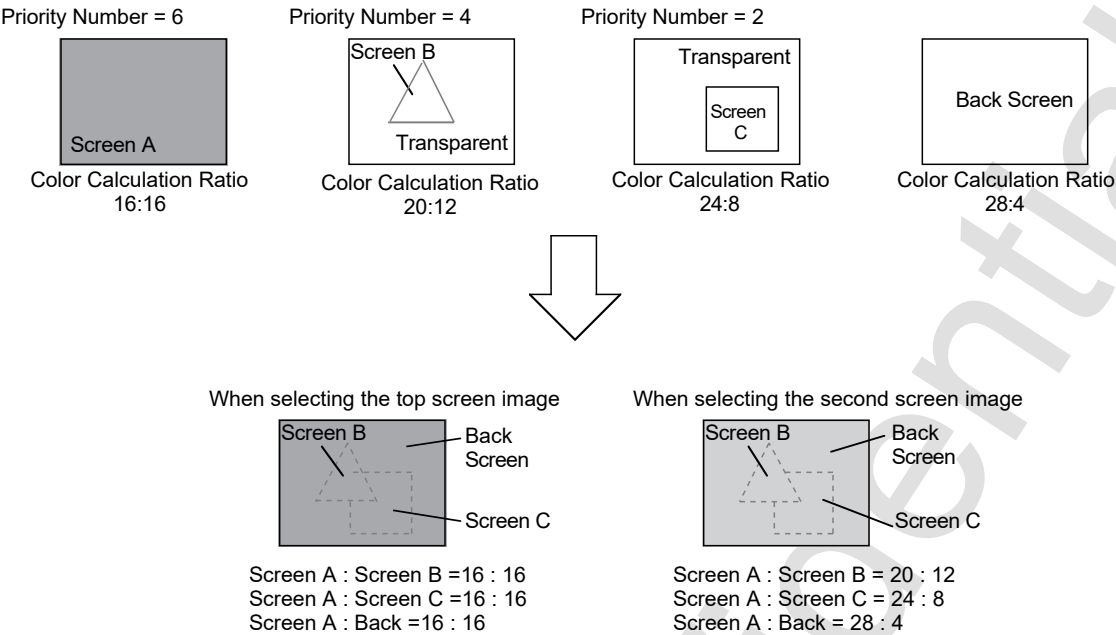 Priority Number = 6
Priority Number = 4
Priority Number = 2
Screen A
Screen B
Transparent
Transparent
Screen
C
Back Screen
Color Calculation Ratio
16:16
Color Calculation Ratio
20:12
Color Calculation Ratio
24:8
Color Calculation Ratio
28:4
When selecting the top screen image
Screen B
Back
Screen
Screen C
Screen A : Screen B =16 : 16
Screen A : Screen C =16 : 16
Screen A : Back =16 : 16
When selecting the second screen image
Screen B
Back
Screen
Screen C
Screen A : Screen B = 20 : 12
Screen A : Screen C = 24 : 8
Screen A : Back = 28 : 4